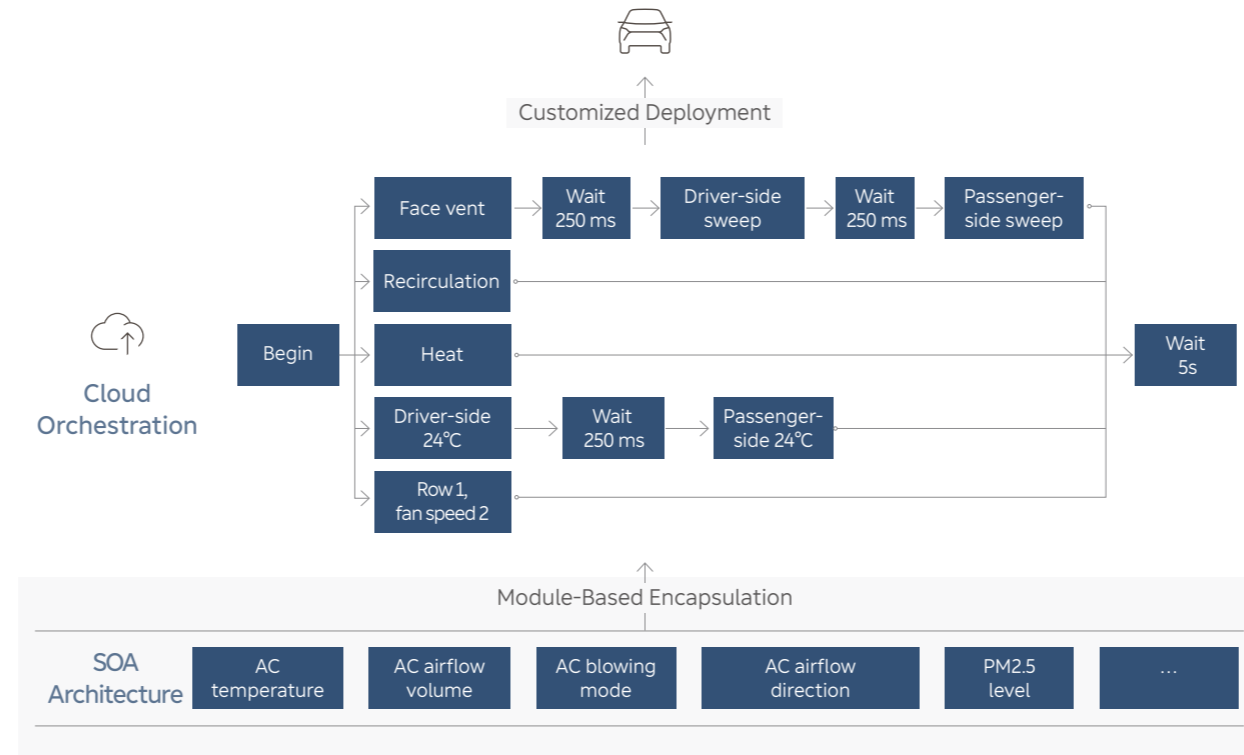 Customized Deployment
Face vent
Wait
250 ms
Driver-side
sweep
Wait
250 ms
Passenger-
side sweep
Recirculation
Cloud
Orchestration
Begin
Heat
Wait
5s
Driver-side
24°C
Wait
250 ms
Passenger-
side 24°C
Row 1,
fan speed 2
Module-Based Encapsulation
SOA
Architecture
AC
temperature
AC airflow
volume
AC blowing
mode
AC airflow
direction
PM2.5
level
...